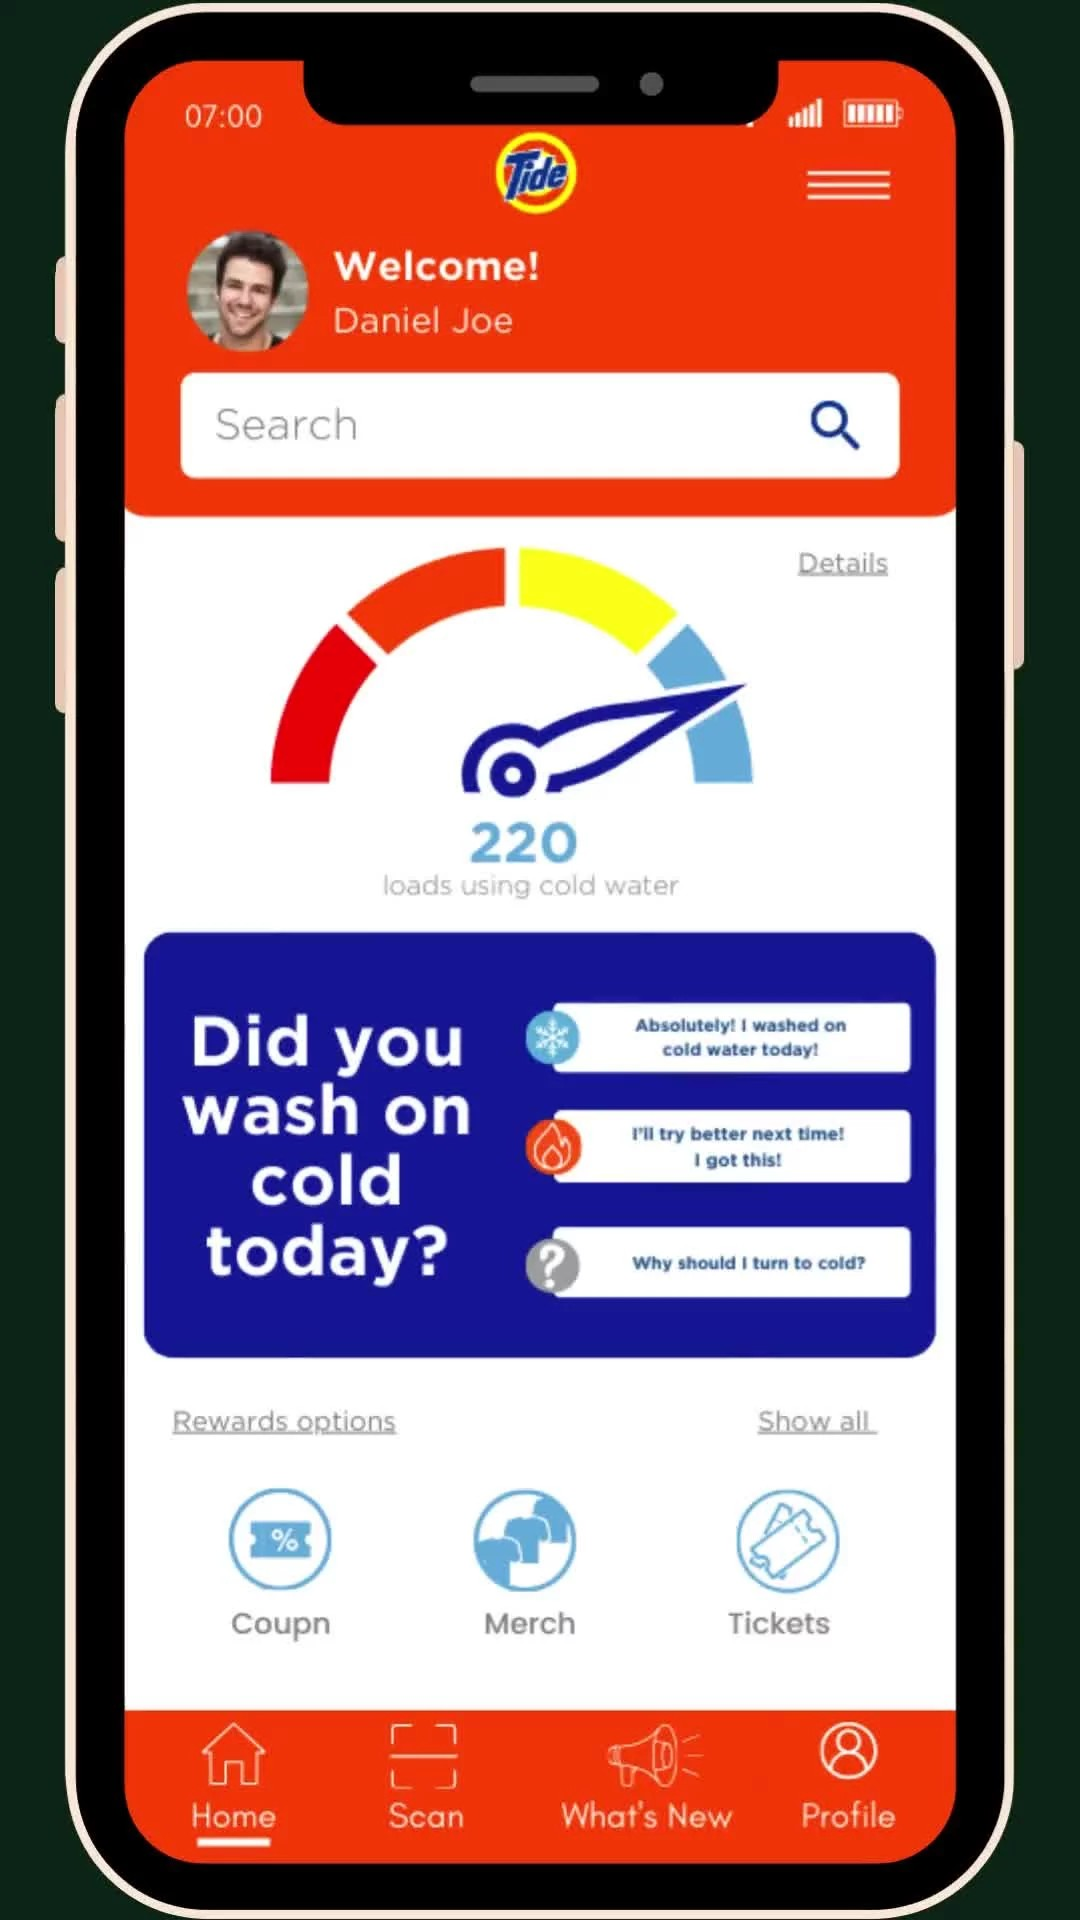 07:00
Tide
Welcome!
Daniel Joe
Search
Details
220
loads using cold water
Did you
wash on
cold
today?
Absolutely! I washed on
cold water today!
I'll try better next time!
I got this!
?
Why should I turn to cold?
Rewards options
Show all
%
Coupn
Merch
Tickets
Home
Scan
What's New
Profile